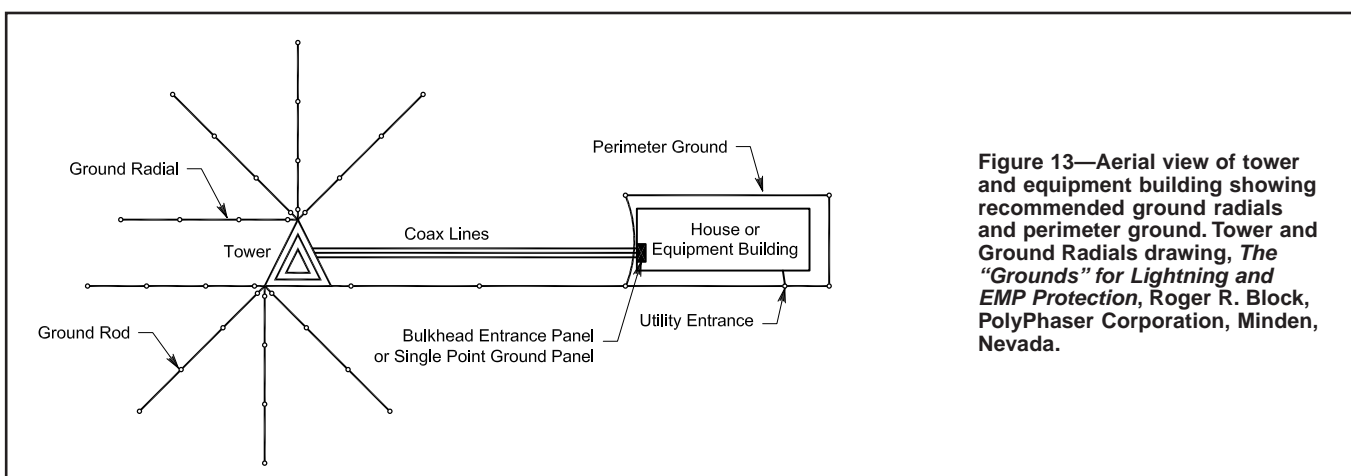 Ground Radial
Tower
Ground Rod
Coax Lines
Perimeter Ground
House or
Equipment Building
Bulkhead Entrance Panel
or Single Point Ground Panel
Utility Entrance
Figure 13—Aerial view of tower
and equipment building showing
recommended ground radials
and perimeter ground. Tower and
Ground Radials drawing, The
“Grounds” for Lightning and
EMP Protection, Roger R. Block,
PolyPhaser Corporation, Minden,
Nevada.